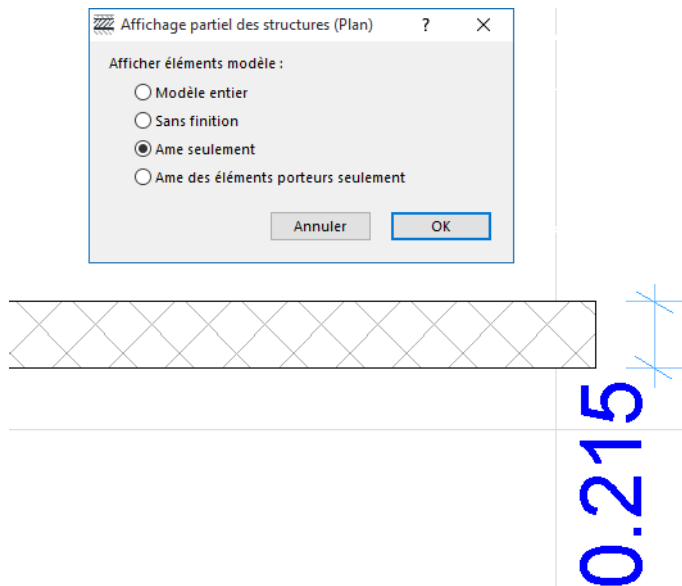 Affichage partiel des structures (Plan) ?
Afficher éléments modèle :
Modèle entier
Sans finition
Ame seulement
Ame des éléments porteurs seulement
Annuler OK
0.215